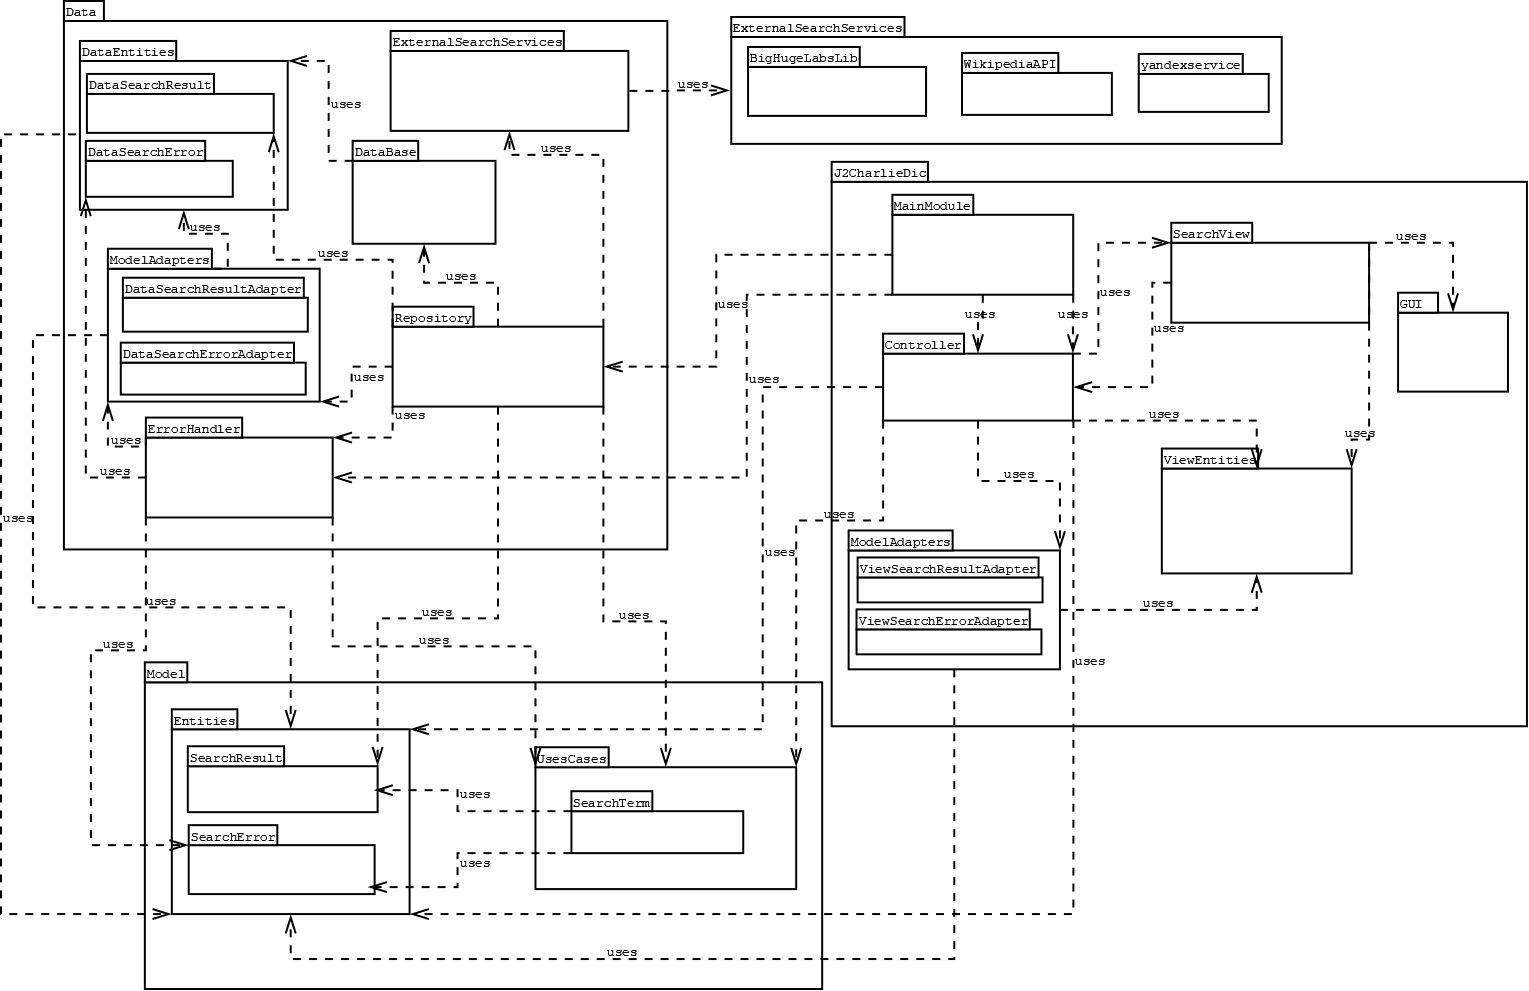 Data
ExternalSearchServices
ExternalSearchServices
DataEntities
BigHugeLabsLib
WikipediaAPI
yandexservice
DataSearchResult
uses
uses
DataSearchError
DataBase
uses
J2CharlieDic
MainModule
uses
SearchView
uses
ModelAdapters
uses
uses
DataSearchResultAdapter
uses
GUI
uses
Repository
uses
uses
uses
Controller
DataSearchErrorAdapter
uses
uses
uses
uses
ErrorHandler
uses
uses
uses
ViewEntities
uses
uses
uses
ModelAdapters
uses
ViewSearchResultAdapter
uses
uses
uses
uses
ViewSearchErrorAdapter
uses
uses
uses
Model
Entities
SearchResult
UsesCases
uses
SearchTerm
SearchError
uses
uses